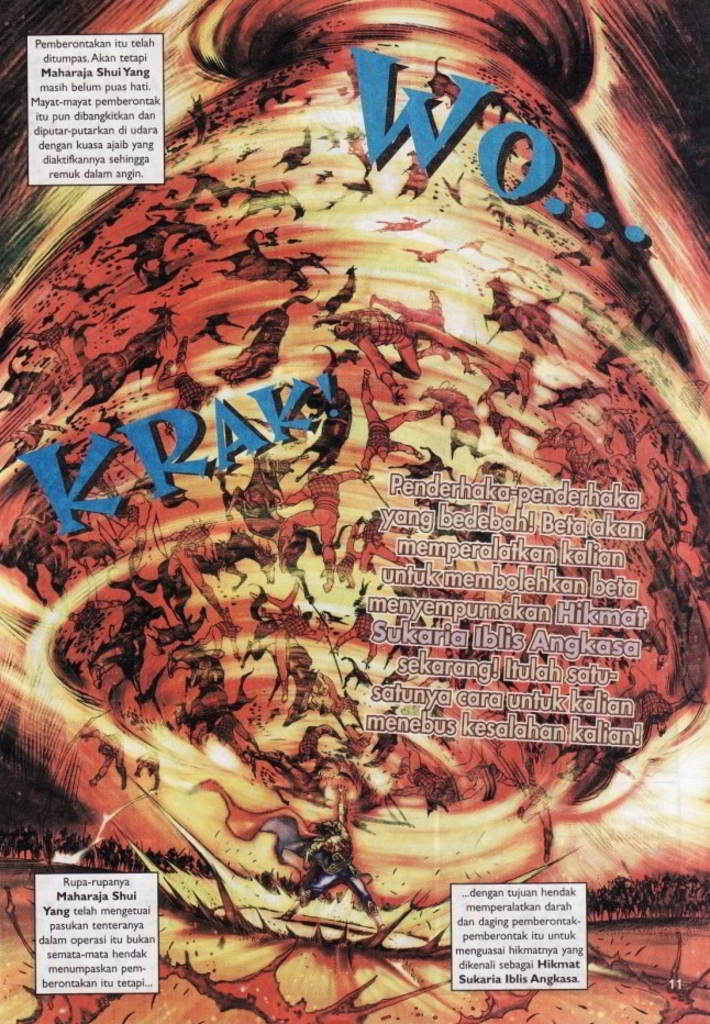 Pemberontakan itu telah
ditumpas. Akan tetapi
Maharaja Shui Yang
masih belum puas hati.
Mayat-mayat pemberontak
itu pun dibangkitkan dan
diputar-putarkan di udara
dengan kuasa ajaib yang
diaktifkannya sehingga
remuk dalam angin.
WO...
KRAK!
Penderhaka-penderhaka
yang bedebah! Beta akan
memperalatkan kalian
untuk membolehkan beta
menyempurnakan Hikmat
Sukaria Iblis Angkasa
sekarang! Itulah satu-
satunya cara untuk kalian
menebus kesalahan kalian!
Rupa-rupanya
Maharaja Shui
Yang telah mengetuai
pasukan tenteranya
dalam operasi itu bukan
semata-mata hendak
menumpaskan pem-
berontakan itu tetapi...
...dengan tujuan hendak
memperalatkan darah
dan daging pemberontak-
pemberontak itu untuk
menguasai hikmatnya yang
dikenali sebagai Hikmat
Sukaria Iblis Angkasa.
11